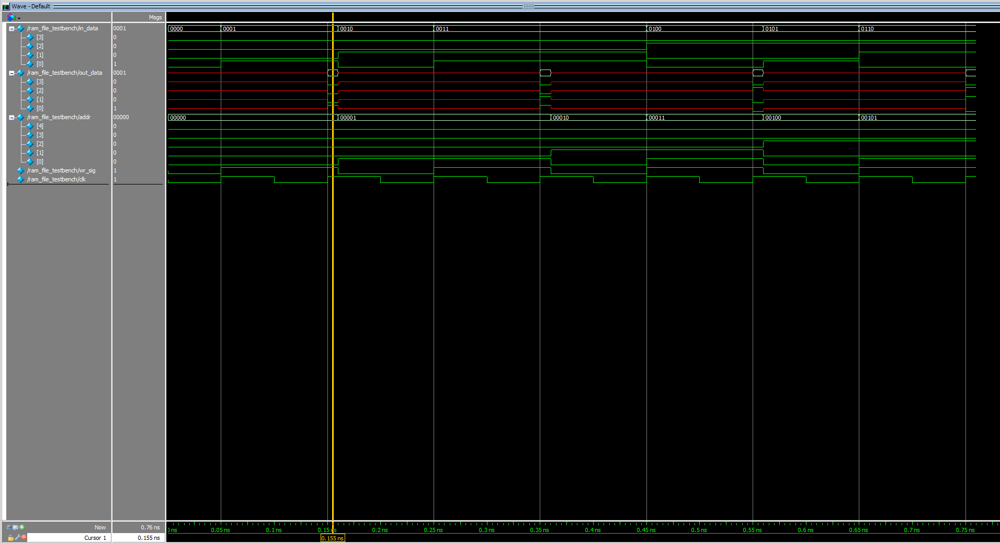 Wave - Default
Msgs
/ram_file_testbench/in_data 0001 0000 0001 0010 0011 0100 0101 0110
[3] 0
[2] 0
[1] 0
[0] 1
/ram_file_testbench/out_data 0001
[3] 0
[2] 0
[1] 0
[0] 1
/ram_file_testbench/addr 00000 00000 00001 00010 00011 00100 00101
[4] 0
[3] 0
[2] 0
[1] 0
[0] 0
/ram_file_testbench/wr_sig 1
/ram_file_testbench/clk 1
Now 0.76 ns ns 0.05 ns 0.1 ns 0.15 ns 0.2 ns 0.25 ns 0.3 ns 0.35 ns 0.4 ns 0.45 ns 0.5 ns 0.55 ns 0.6 ns 0.65 ns 0.7 ns 0.75 ns
Cursor 1 0.155 ns 0.155 ns